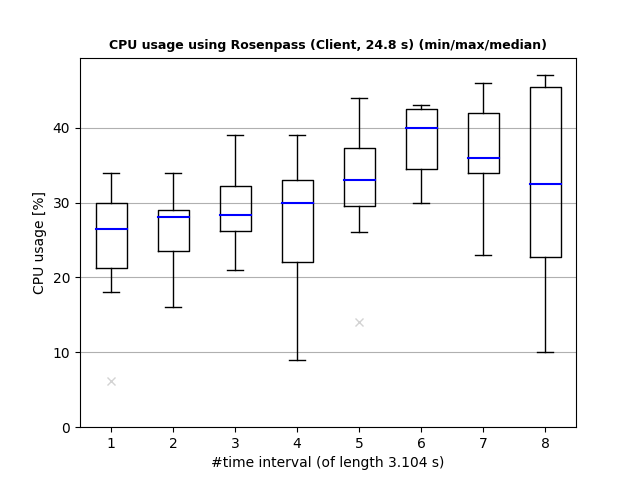 CPU usage using Rosenpass (Client, 24.8 s) (min/max/median)
CPU usage [%]
40
30
20
10
0
1 2 3 4 5 6 7 8
#time interval (of length 3.104 s)